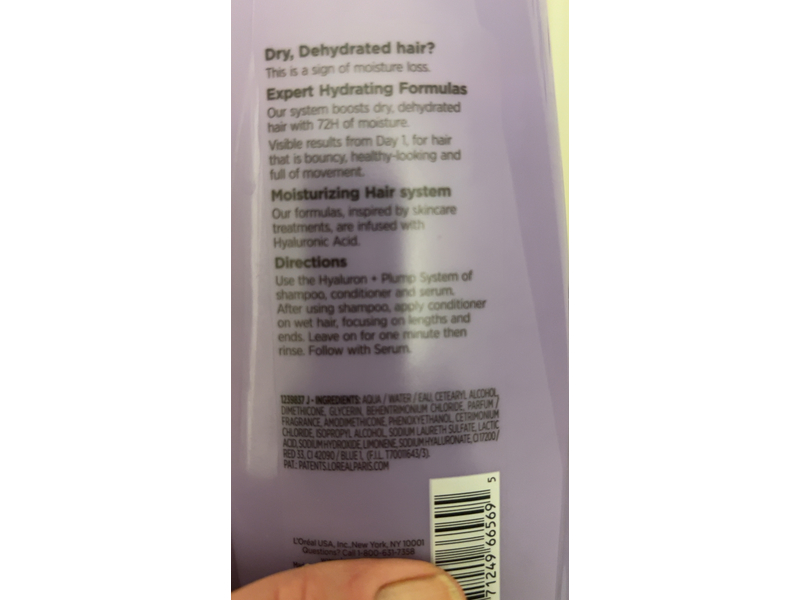 Dry, Dehydrated hair?
This is a sign of moisture loss.
Expert Hydrating Formulas
Our system boosts dry, dehydrated
hair with 72H of moisture.
Visible results from Day 1, for hair
that is bouncy, healthy-looking and
full of movement.
Moisturizing Hair system
Our formulas, inspired by skincare
treatments, are infused with
Hyaluronic Acid.
Directions
Use the Hyaluron + Plump System of
shampoo, conditioner and serum.
After using shampoo, apply conditioner
on wet hair, focusing on lengths and
ends. Leave on for one minute then
rinse. Follow with Serum.
J - INGREDIENTS: AQUA / WATER / EAU, CETEARYL ALCOHOL,
DIMETHICONE, GLYCERIN, BEHENTRIMONIUM CHLORIDE, PARFUM /
FRAGRANCE, AMODIMETHICONE, PHENOXYETHANOL, CETRIMONIUM
CHLORIDE, ISOPROPYL ALCOHOL, SODIUM LAURETH SULFATE, LACTIC
ACID, SODIUM HYDROXIDE, LIMONENE, SODIUM HYALURONATE, CI 17200 /
RED 33, CI 42090 / BLUE 1, (F.I.L. T70011643/3).
PAT.: PATENTS.LOREALPARIS.COM
L'Oréal USA, Inc., New York, NY 10001
Questions? Call 1-800-631-7358
71249 66569 5